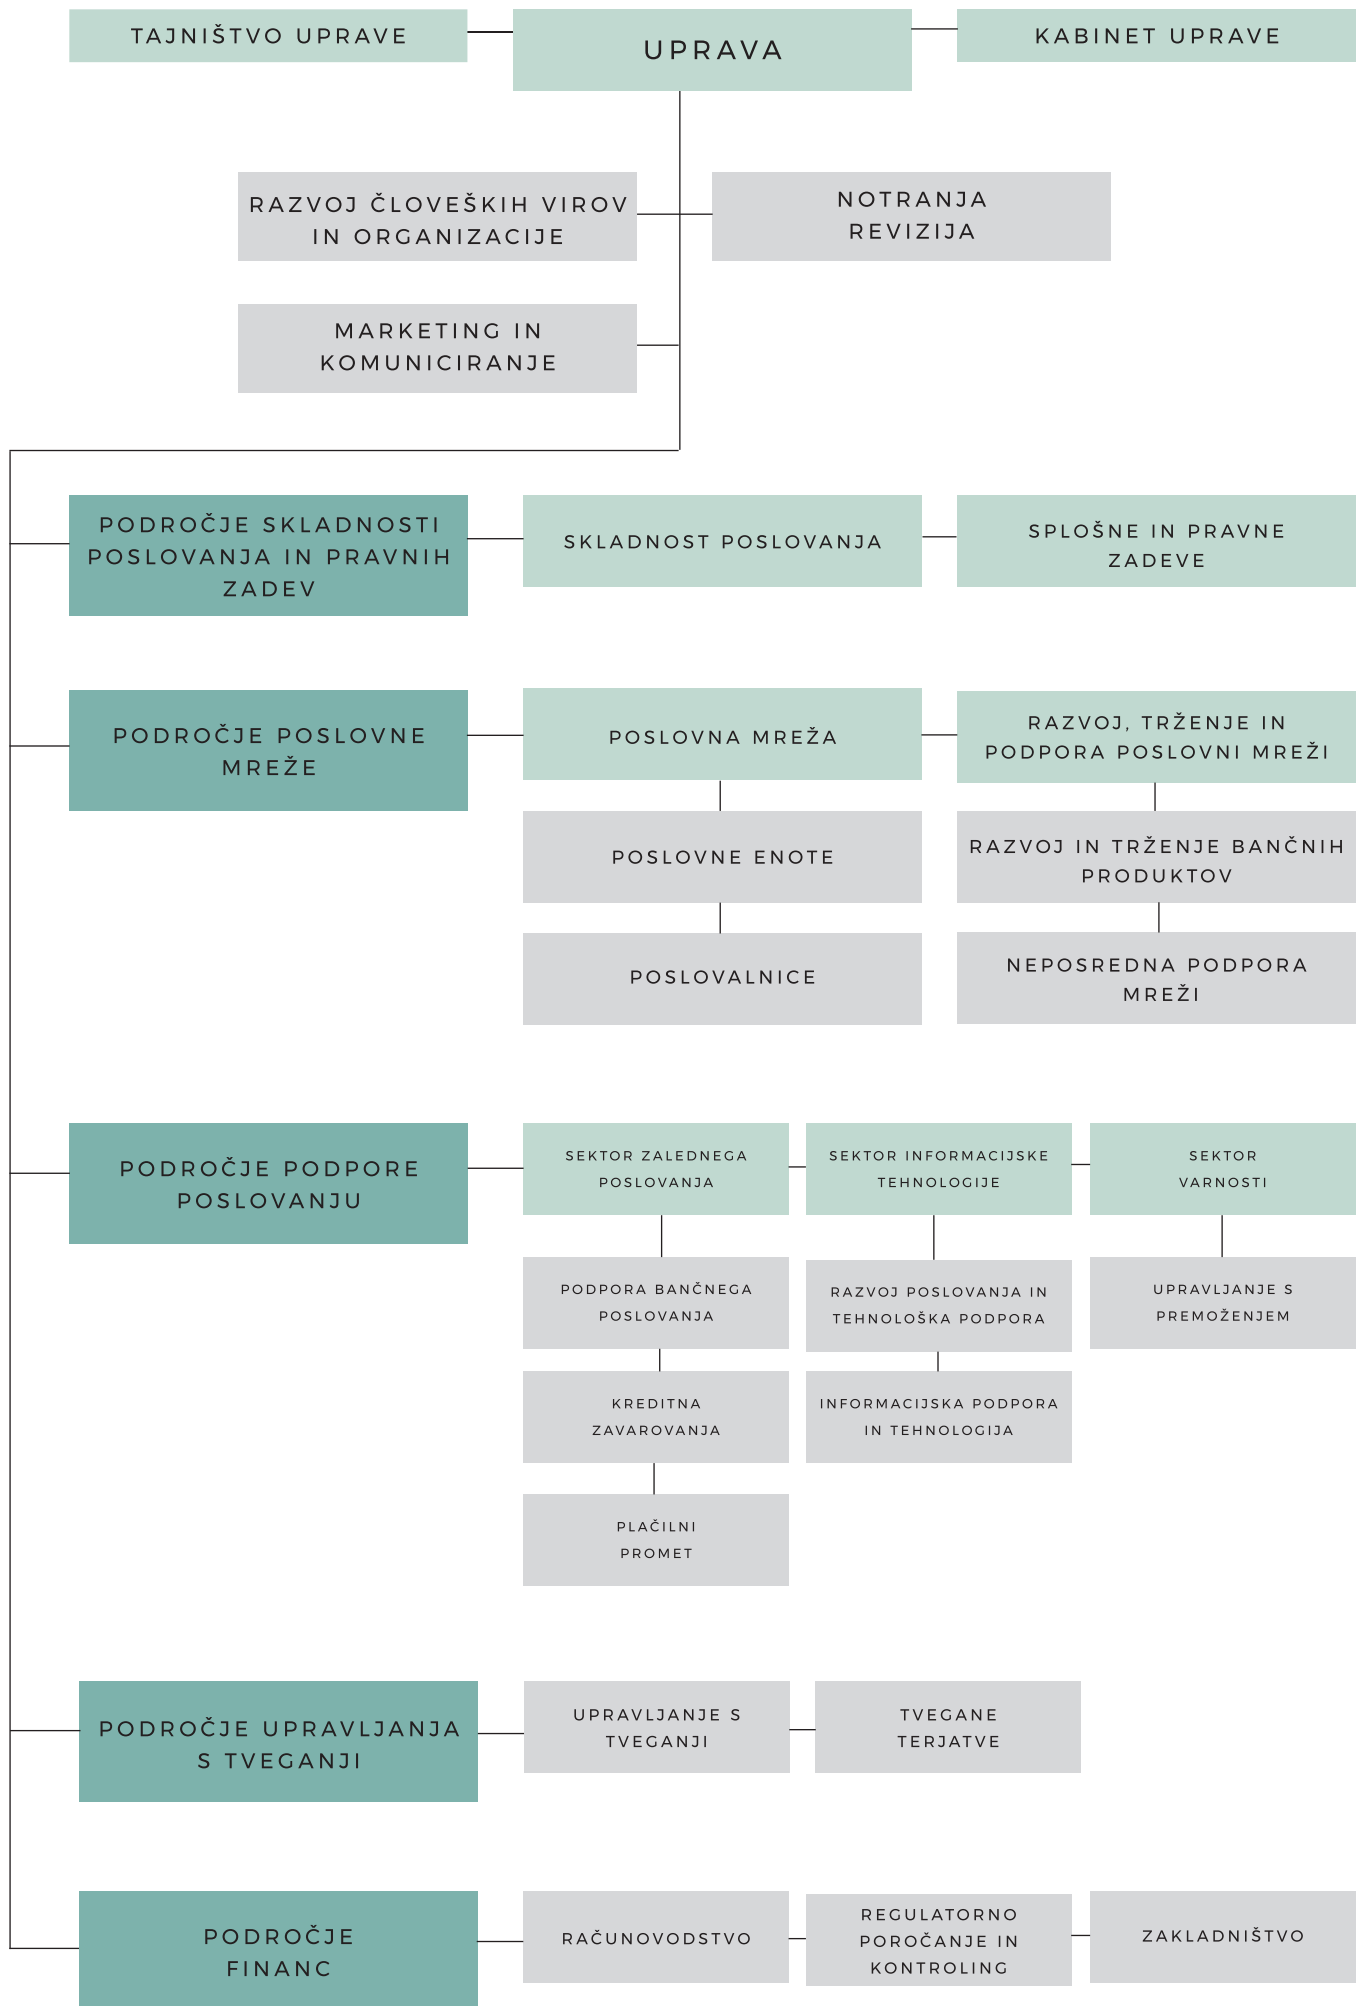 TAJNIŠTVO UPRAVE
UPRAVA
KABINET UPRAVE
RAZVOJ ČLOVEŠKIH VIROV
IN ORGANIZACIJE
NOTRANJA
REVIZIJA
MARKETING IN
KOMUNICIRANJE
PODROČJE SKLADNOSTI
POSLOVANJA IN PRAVNIH
ZADEV
SKLADNOST POSLOVANJA
SPLOŠNE IN PRAVNE
ZADEVE
PODROČJE POSLOVNE
MREŽE
POSLOVNA MREŽA
RAZVOJ, TRŽENJE IN
PODPORA POSLOVNI MREŽI
POSLOVNE ENOTE
RAZVOJ IN TRŽENJE BANČNIH
PRODUKTOV
POSLOVALNICE
NEPOSREDNA PODPORA
MREŽI
PODROČJE PODPORE
POSLOVANJU
SEKTOR ZALEDNEGA
POSLOVANJA
SEKTOR INFORMACIJSKE
TEHNOLOGIJE
SEKTOR
VARNOSTI
PODPORA BANČNEGA
POSLOVANJA
RAZVOJ POSLOVANJA IN
TEHNOLOŠKA PODPORA
UPRAVLJANJE S
PREMOŽENJEM
KREDITNA
ZAVAROVANJA
INFORMACIJSKA PODPORA
IN TEHNOLOGIJA
PLAČILNI
PROMET
PODROČJE UPRAVLJANJA
S TVEGANJI
UPRAVLJANJE S
TVEGANJI
TVEGANE
TERJATVE
PODROČJE
FINANC
RAČUNOVODSTVO
REGULATORNO
POROČANJE IN
KONTROLING
ZAKLADNIŠTVO